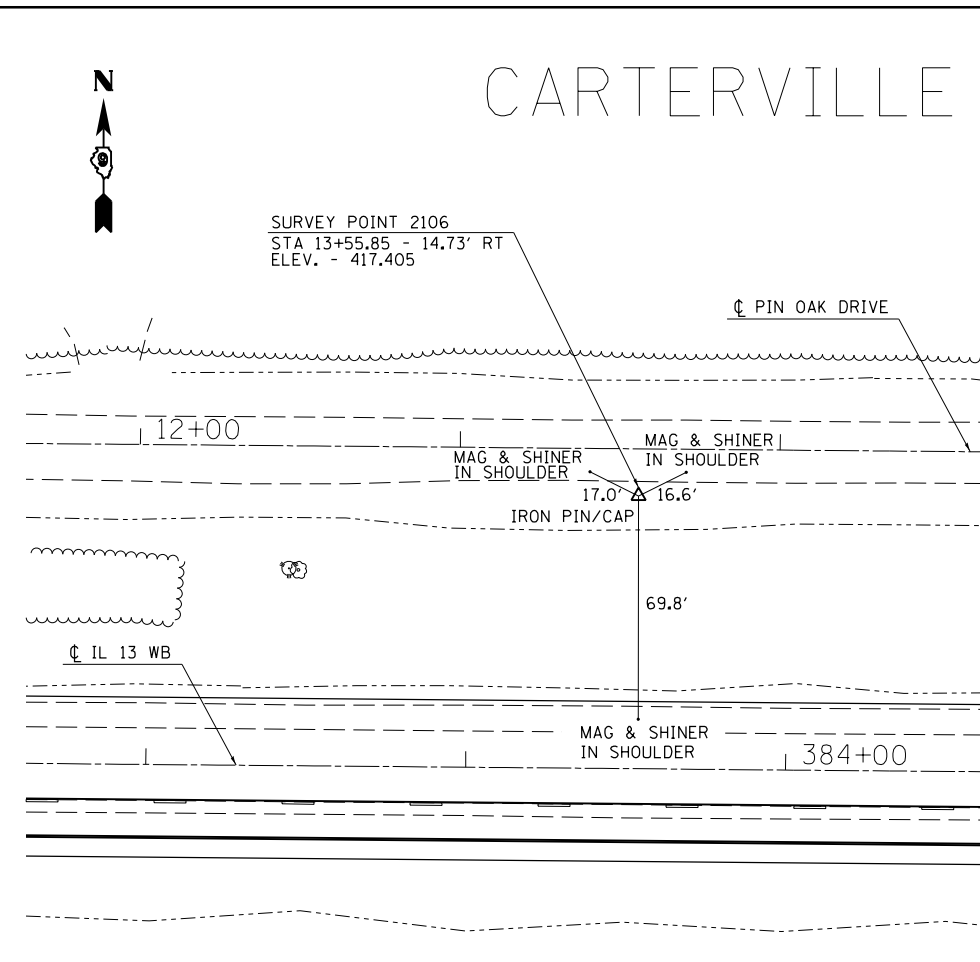 N
CARTERVILLE
9
SURVEY POINT 2106
STA 13+55.85 - 14.73' RT
ELEV. - 417.405
℄ PIN OAK DRIVE
12+00
MAG & SHINER
IN SHOULDER
MAG & SHINER
IN SHOULDER
17.0'
16.6'
IRON PIN/CAP
69.8'
℄ IL 13 WB
MAG & SHINER
IN SHOULDER
384+00